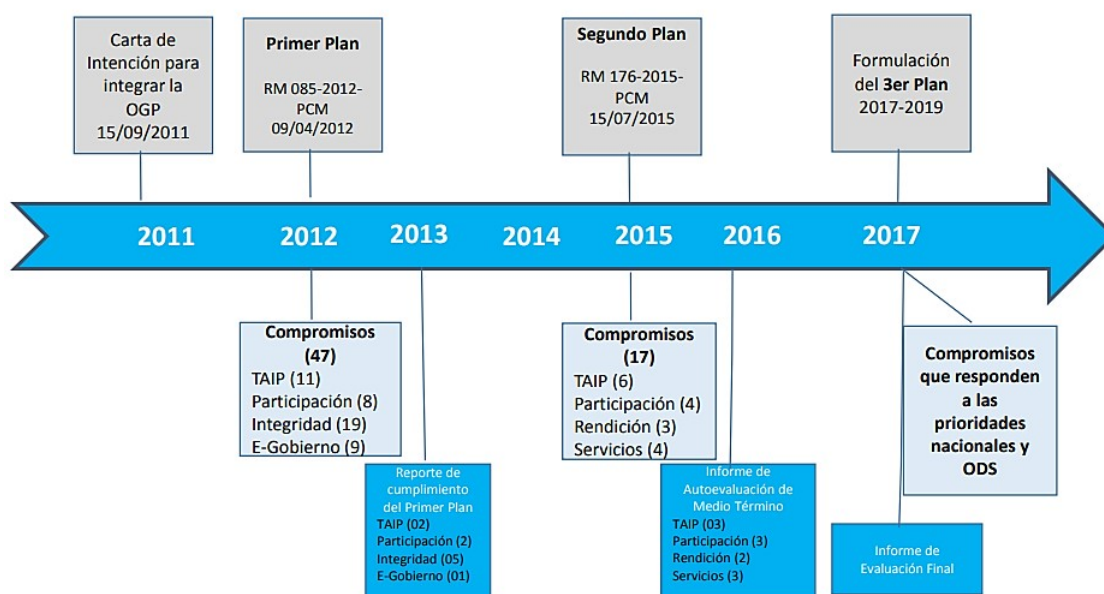 Carta de
Intención para
integrar la
OGP
15/09/2011
Primer Plan
RM 085-2012-
PCM
09/04/2012
Segundo Plan
RM 176-2015-
PCM
15/07/2015
Formulación
del 3er Plan
2017-2019
2011
2012
2013
2014
2015
2016
2017
Compromisos
(47)
TAIP (11)
Participación (8)
Integridad (19)
E-Gobierno (9)
Reporte de
cumplimiento
del Primer Plan
TAIP (02)
Participación (2)
Integridad (05)
E-Gobierno (01)
Compromisos
(17)
TAIP (6)
Participación (4)
Rendición (3)
Servicios (4)
Informe de
Autoevaluación de
Medio Término
TAIP (03)
Participación (3)
Rendición (2)
Servicios (3)
Compromisos
que responden
a las
prioridades
nacionales y
ODS
Informe de
Evaluación Final